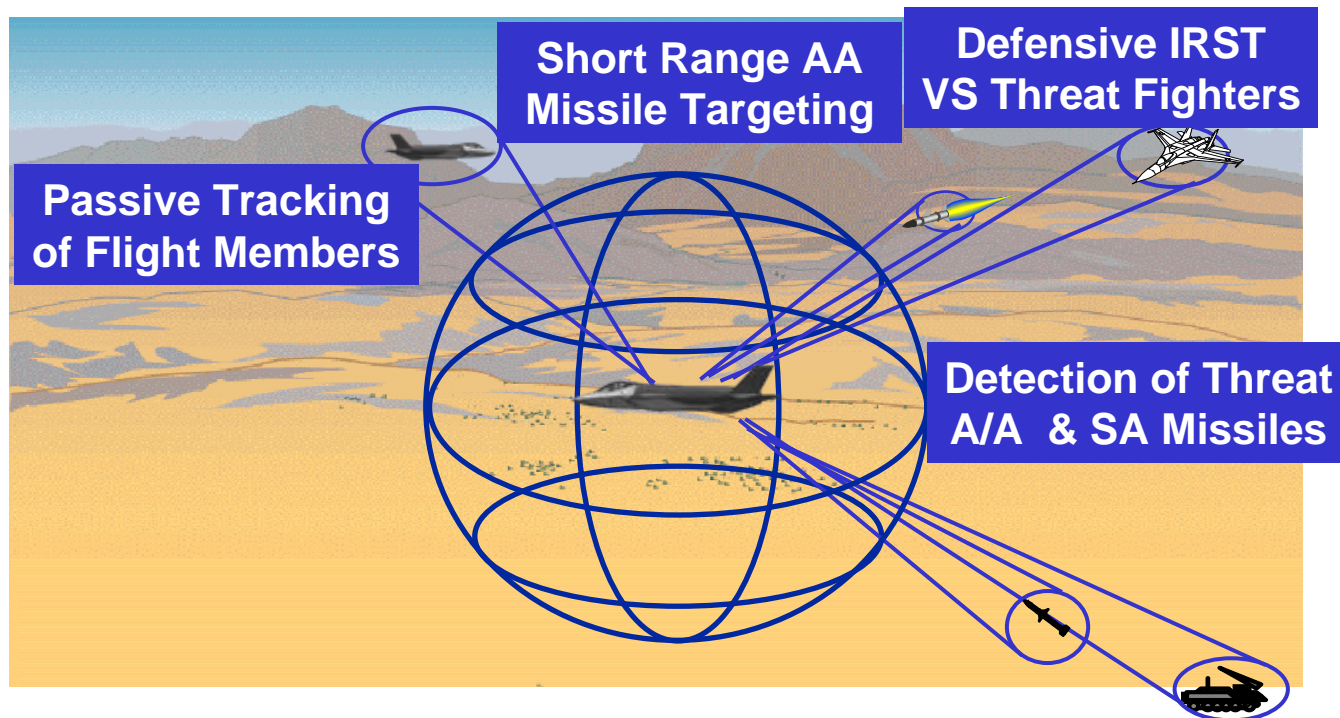 Short Range AA
Missile Targeting
Defensive IRST
VS Threat Fighters
Passive Tracking
of Flight Members
Detection of Threat
A/A & SA Missiles